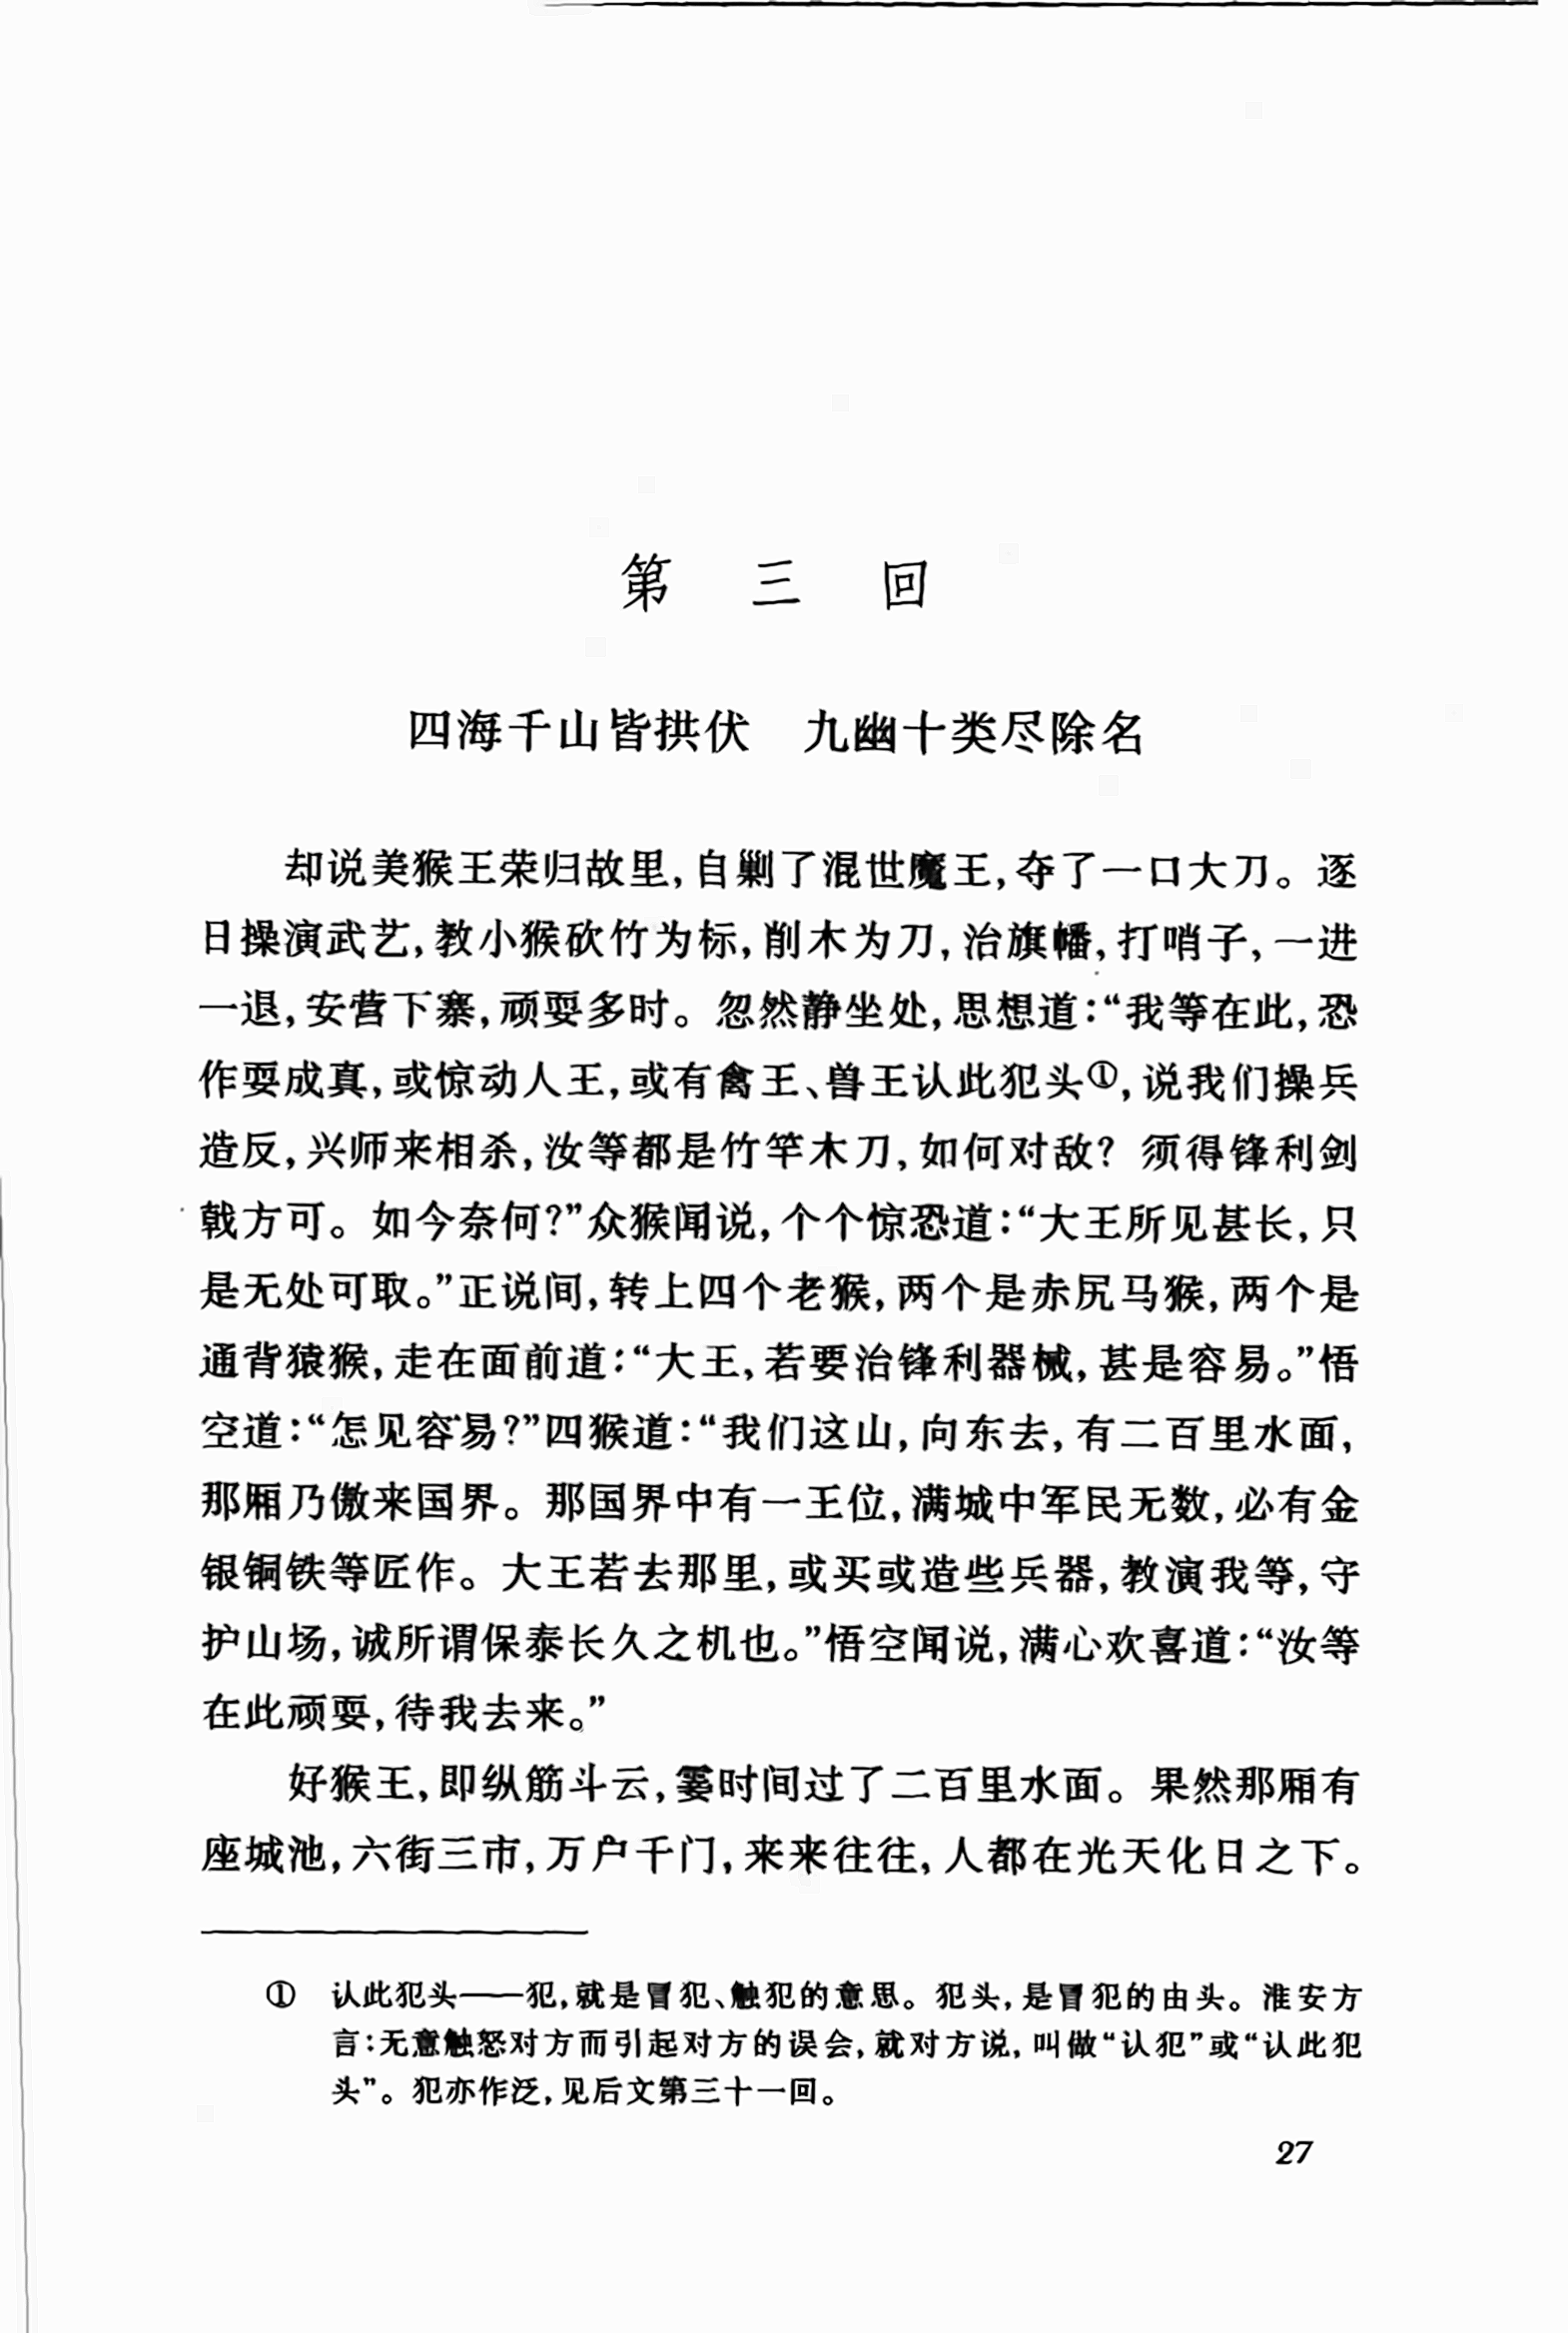 第三回
四海千山皆拱伏　九幽十类尽除名
却说美猴王荣归故里,自剿了混世魔王,夺了一口大刀。逐
日操演武艺,教小猴砍竹为标,削木为刀,治旗幡,打哨子,一进
一退,安营下寨,顽耍多时。忽然静坐处,思想道:“我等在此,恐
作耍成真,或惊动人王,或有禽王、兽王认此犯头①,说我们操兵
造反,兴师来相杀,汝等都是竹竿木刀,如何对敌?须得锋利剑
戟方可。如今奈何?”众猴闻说,个个惊恐道:“大王所见甚长,只
是无处可取。”正说间,转上四个老猴,两个是赤尻马猴,两个是
通背猿猴,走在面前道:“大王,若要治锋利器械,甚是容易。”悟
空道:“怎见容易?”四猴道:“我们这山,向东去,有二百里水面,
那厢乃傲来国界。那国界中有一王位,满城中军民无数,必有金
银铜铁等匠作。大王若去那里,或买或造些兵器,教演我等,守
护山场,诚所谓保泰长久之机也。”悟空闻说,满心欢喜道:“汝等
在此顽耍,待我去来。”
好猴王,即纵筋斗云,霎时间过了二百里水面。果然那厢有
座城池,六街三市,万户千门,来来往往,人都在光天化日之下。
①　认此犯头——犯,就是冒犯、触犯的意思。犯头,是冒犯的由头。淮安方
言:无意触怒对方而引起对方的误会,就对方说,叫做“认犯”或“认此犯
头”。犯亦作泛,见后文第三十一回。
27